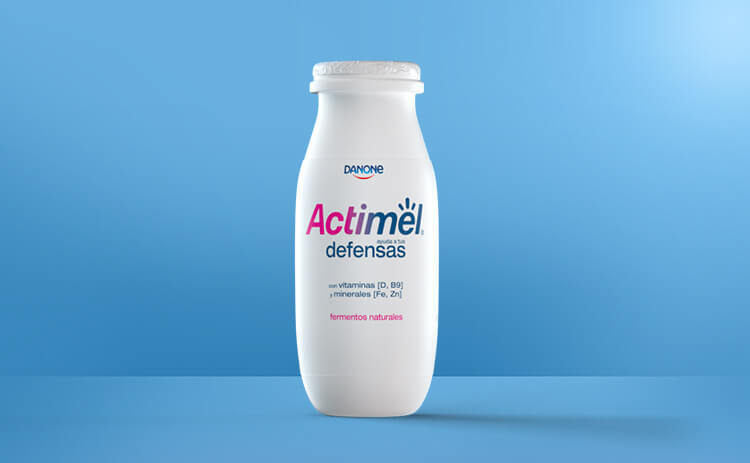 DANONE
Actimel
ayuda a tus
defensas
con vitaminas [D, B9]
y minerales [Fe, Zn]
fermentos naturales